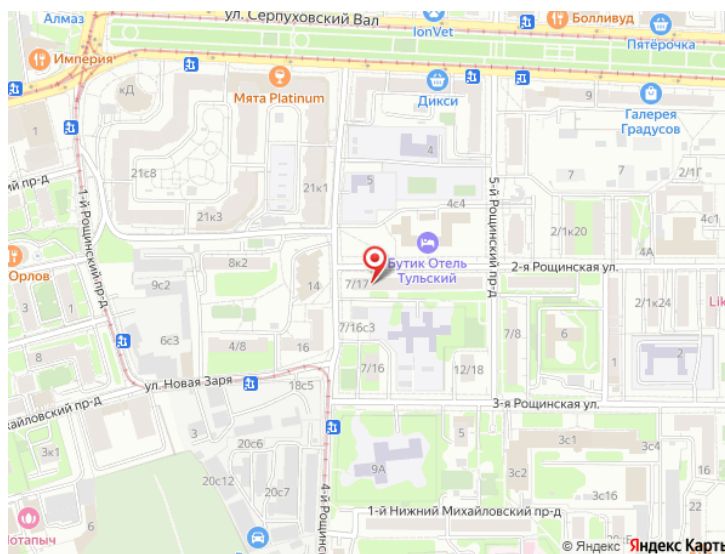 Алмаз
ул. Серпуховский Вал
IonVet
Болливуд
Пятёрочка
Империя
кД
Мята Platinum
Дикси
9
Галерея
Градусов
1
21с8
21к1
4
5
5-й Рощинский пр-д
7
7
2/1Г
й пр-д
1-й Рощинский пр-д
21к3
4с4
2/1к20
4с1
4А
Бутик Отель
Тульский
2-я Рощинская ул.
Орлов
8к2
9с2
14
7/17
2/1к24
Lik
6с3
7/16с3
7/8
6
8
4/8
16
2
7/16
12/18
ул. Новая Заря
18с5
3-я Рощинская ул.
хайловский пр-д
3
20с6
5
3с1
3с4
3к1
9А
3с2
20с12
20с7
4-й Рощинс
3с16
6
22
1-й Нижний Михайловский пр-д
Потапыч
© Яндекс Яндекс Карты